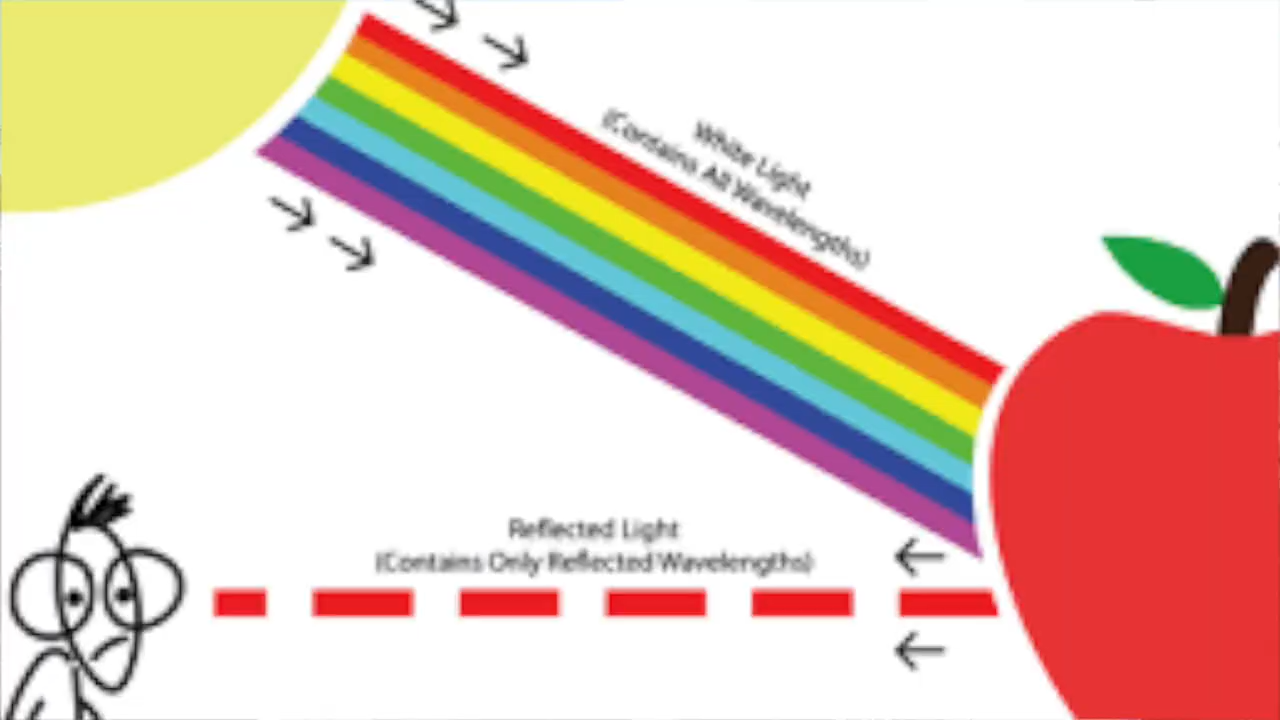 White Light
(Contains All Wavelengths)
Reflected Light
(Contains Only Reflected Wavelengths)